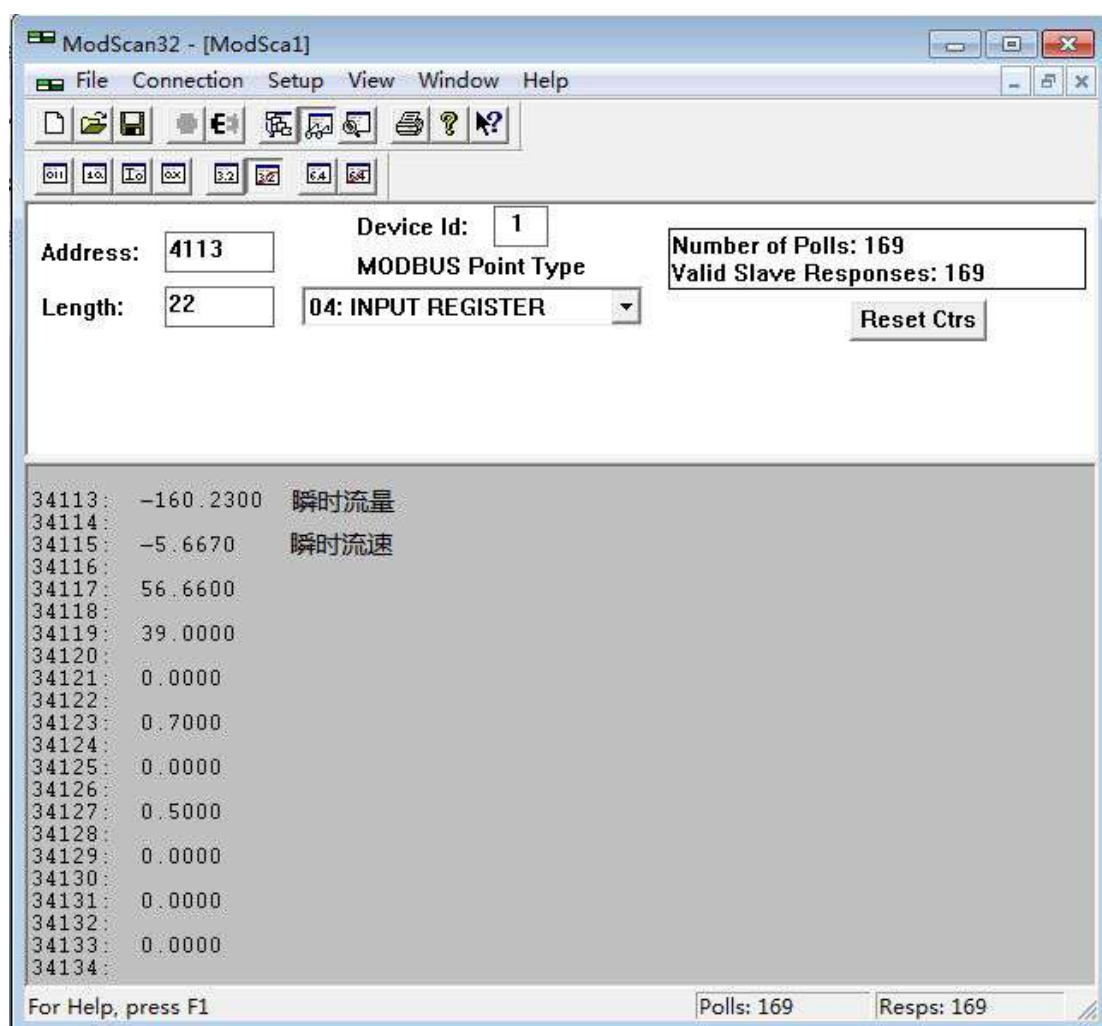 ModScan32 - [ModSca1]
File Connection Setup View Window Help
Device Id: 1
Address: 4113
MODBUS Point Type
Number of Polls: 169
Valid Slave Responses: 169
Length: 22
04: INPUT REGISTER
Reset Ctrs
34113: -160.2300 瞬时流量
34114:
34115: -5.6670 瞬时流速
34116:
34117: 56.6600
34118:
34119: 39.0000
34120:
34121: 0.0000
34122:
34123: 0.7000
34124:
34125: 0.0000
34126:
34127: 0.5000
34128:
34129: 0.0000
34130:
34131: 0.0000
34132:
34133: 0.0000
34134:
For Help, press F1
Polls: 169
Resps: 169